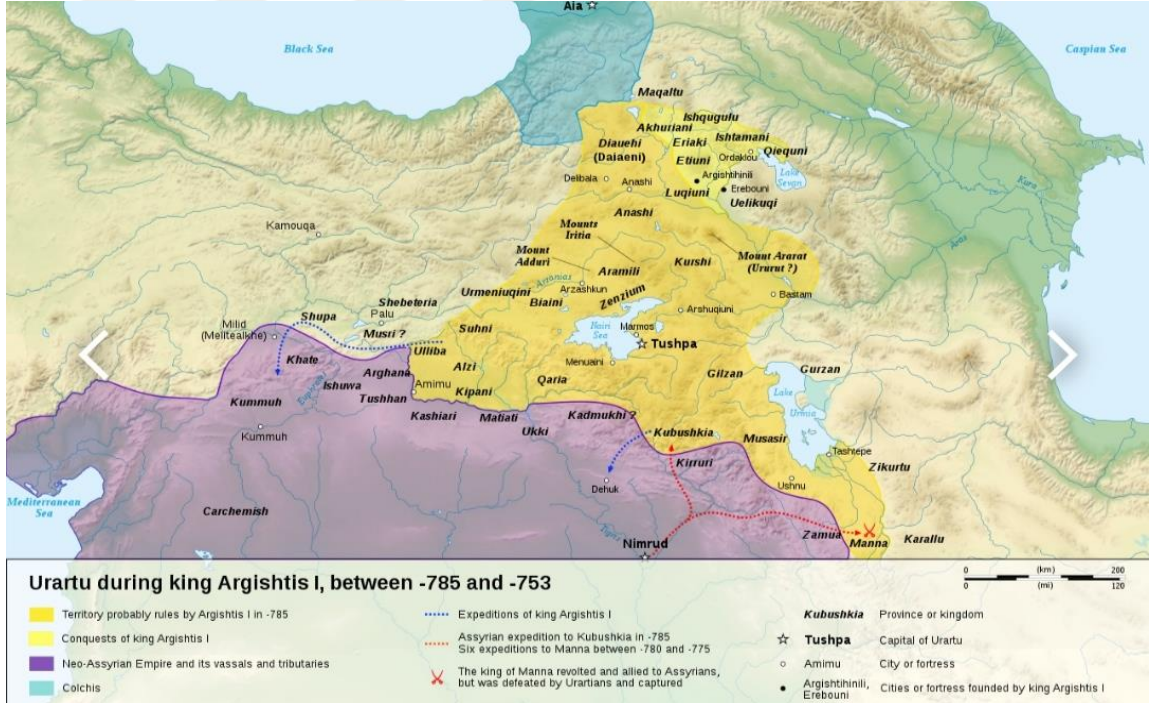 Aia
Black Sea
Caspian Sea
Maqaltu
Ishqugulu
Akhuriani
Ishtamani
Diauehi
(Daiaeni)
Eriaki
Ordaklou
Qiequni
Etiuni
Lake
Sevan
Delibala
Anashi
Argishtihinili
Erebouni
Luqiuni
Uelikuqi
Kura
Arax
Anashi
Kamouqa
Mounts
Iritia
Mount
Adduri
Mount Ararat
(Ururut ?)
Kurshi
Aramili
Arsanias
Arzashkun
Urmeniuqini
Biaini
Zenzium
Bastam
Arshuqiuni
Shebeteria
Palu
Shupa
Musri ?
Milid
(Melitealkhe)
Suhni
Nairi
Sea
Marmos
Tushpa
Ulliba
Menuaini
Khate
Arghana
Alzi
Gilzan
Gurzan
Ishuwa
Amimu
Qaria
Euphrates
Tushhan
Kipani
Lake
Urmia
Kummuh
Kashiari
Matiati
Kadmukhi ?
Kummuh
Ukki
Kubushkia
Musasir
Tashtepe
Kirruri
Zikurtu
Dehuk
Ushnu
Mediterranean
Sea
Carchemish
Tigris
Nimrud
Zamua
Manna
Karallu
Urartu during king Argishtis I, between -785 and -753
0 (km) 200
0 (mi) 120
Territory probably rules by Argishtis I in -785
Conquests of king Argishtis I
Neo-Assyrian Empire and its vassals and tributaries
Colchis
Expeditions of king Argishtis I
Assyrian expedition to Kubushkia in -785
Six expeditions to Manna between -780 and -775
The king of Manna revolted and allied to Assyrians,
but was defeated by Urartians and captured
Kubushkia Province or kingdom
Tushpa Capital of Urartu
Amimu City or fortress
Argishtihinili,
Erebouni Cities or fortress founded by king Argishtis I